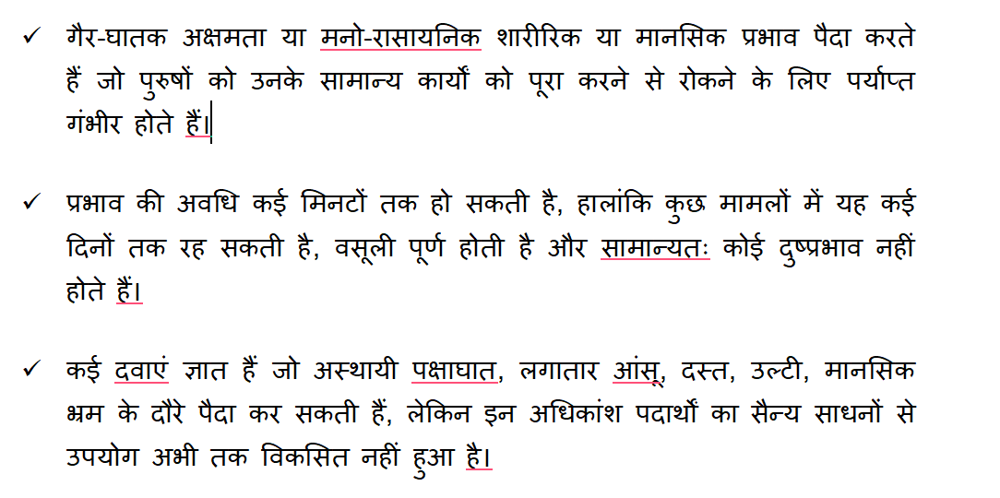 ✓ गैर-घातक अक्षमता या मनो-रासायनिक शारीरिक या मानसिक प्रभाव पैदा करते
हैं जो पुरुषों को उनके सामान्य कार्यों को पूरा करने से रोकने के लिए पर्याप्त
गंभीर होते हैं।
✓ प्रभाव की अवधि कई मिनटों तक हो सकती है, हालांकि कुछ मामलों में यह कई
दिनों तक रह सकती है, वसूली पूर्ण होती है और सामान्यतः कोई दुष्प्रभाव नहीं
होते हैं।
✓ कई दवाएं ज्ञात हैं जो अस्थायी पक्षाघात, लगातार आंसू, दस्त, उल्टी, मानसिक
भ्रम के दौरे पैदा कर सकती हैं, लेकिन इन अधिकांश पदार्थों का सैन्य साधनों से
उपयोग अभी तक विकसित नहीं हुआ है।